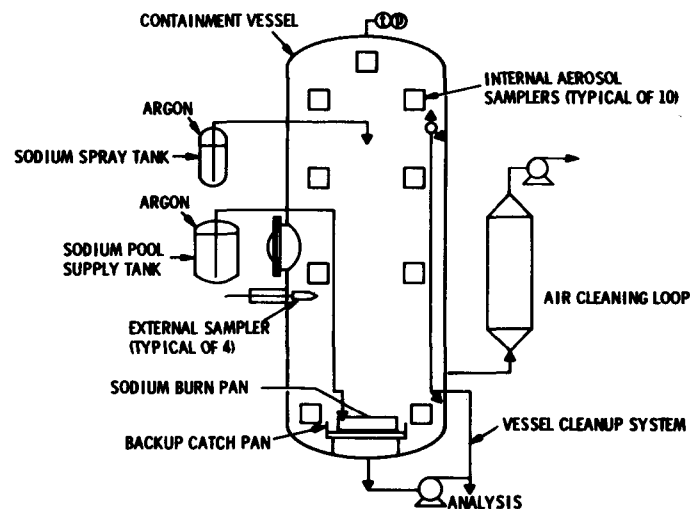 CONTAINMENT VESSEL
t p
INTERNAL AEROSOL
SAMPLERS (TYPICAL OF 10)
ARGON
SODIUM SPRAY TANK
ARGON
SODIUM POOL
SUPPLY TANK
AIR CLEANING LOOP
EXTERNAL SAMPLER
(TYPICAL OF 4)
SODIUM BURN PAN
BACKUP CATCH PAN
VESSEL CLEANUP SYSTEM
ANALYSIS